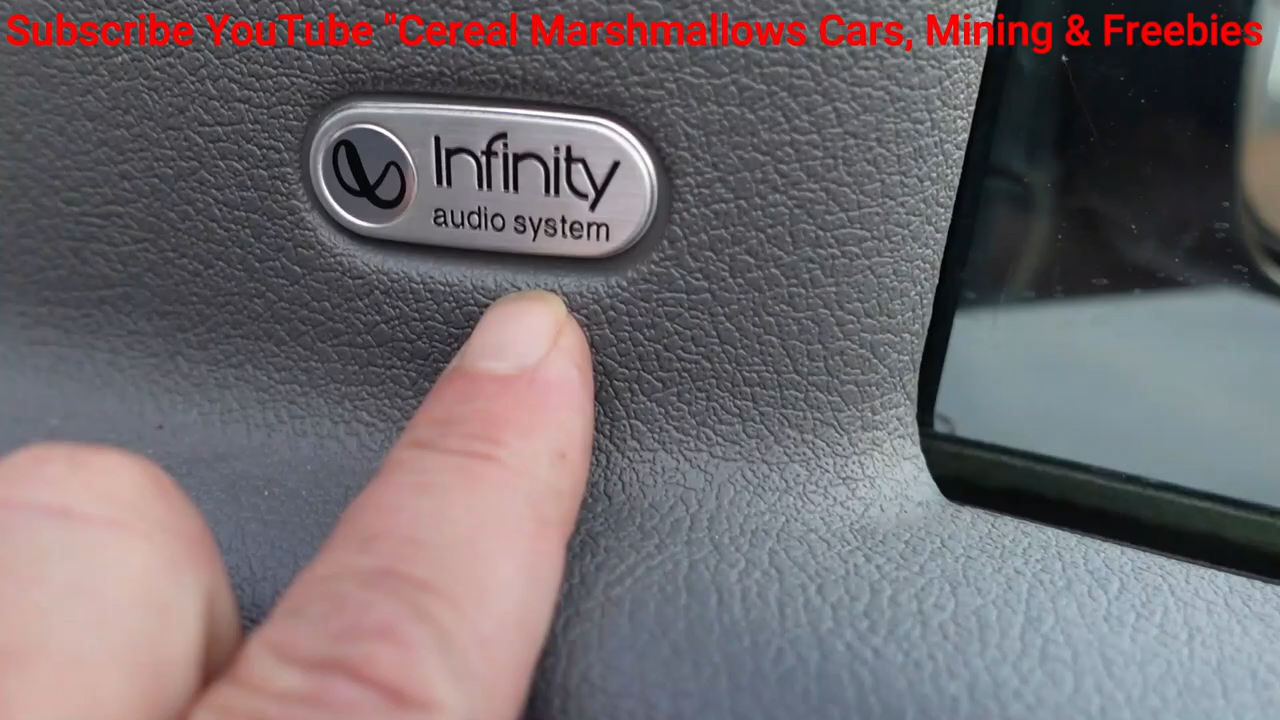 Subscribe YouTube "Cereal Marshmallows Cars, Mining & Freebies
Infinity
audio system